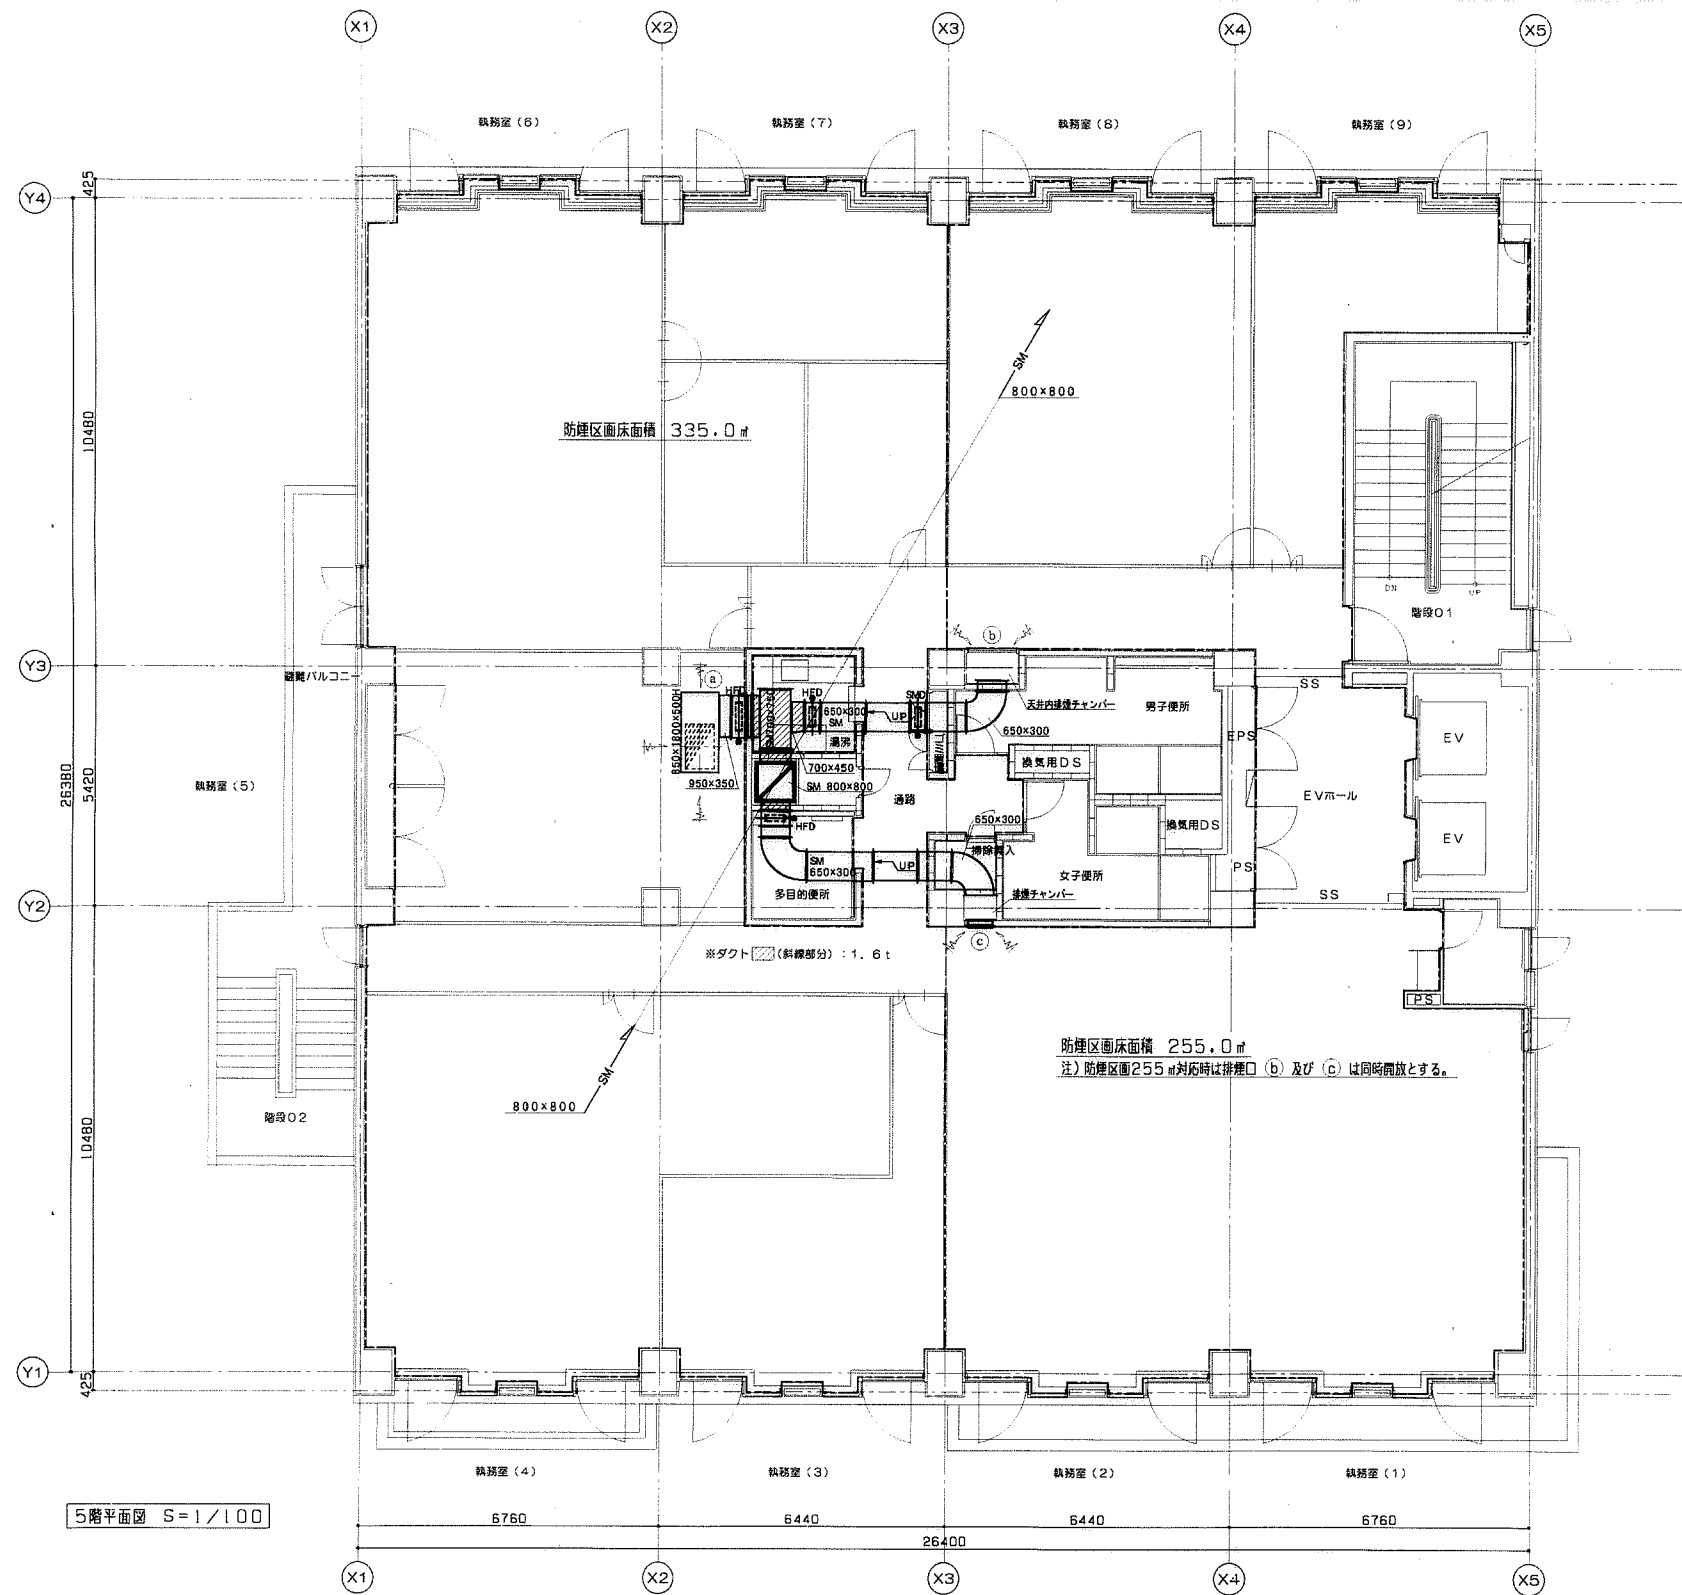 X1 X2 X3 X4 X5
執務室(6) 執務室(7) 執務室(8) 執務室(9)
Y4
425
SM
800×800
10480
防煙区画床面積 335.0㎡
DN UP
階段01
Y3
避難バルコニー
a
b
HFD
HFD
SMD
SS
850×1800×500H
650×300
SM
UP
天井内排煙チャンバー
男子便所
650×300
湯沸
EPS
EV
換気用DS
26380
5420
執務室(5)
950×350
700×450
SM 800×800
通路
EVホール
HFD
650×300
換気用DS
EV
SM
650×300
UP
掃除具入
女子便所
PS
多目的便所
排煙チャンバー
SS
Y2
c
※ダクト (斜線部分):1.6t
PS
防煙区画床面積 255.0㎡
注)防煙区画255㎡対応時は排煙口 b 及び c は同時開放とする。
SM
800×800
階段02
10480
Y1
425
執務室(4) 執務室(3) 執務室(2) 執務室(1)
5階平面図 S=1/100
6760 6440 6440 6760
26400
X1 X2 X3 X4 X5